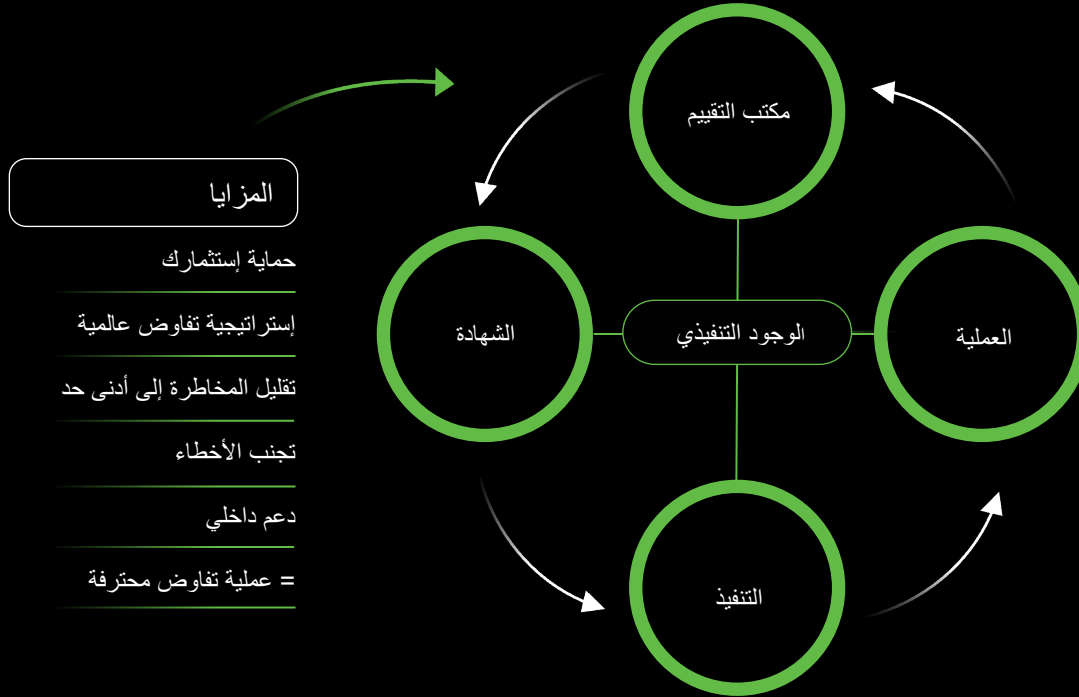 مكتب التقييم
العملية
الوجود التنفيذي
الشهادة
التنفيذ
المزايا
حماية إستثمارك
إستراتيجية تفاوض عالمية
تقليل المخاطرة إلى أدنى حد
تجنب الأخطاء
دعم داخلي
= عملية تفاوض محترفة